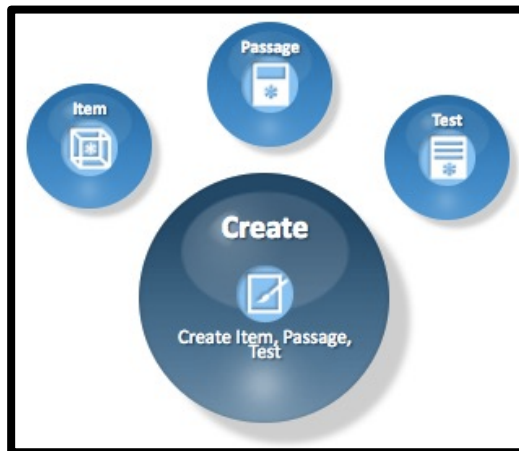 Passage
Item
Test
Create
Create Item, Passage,
Test